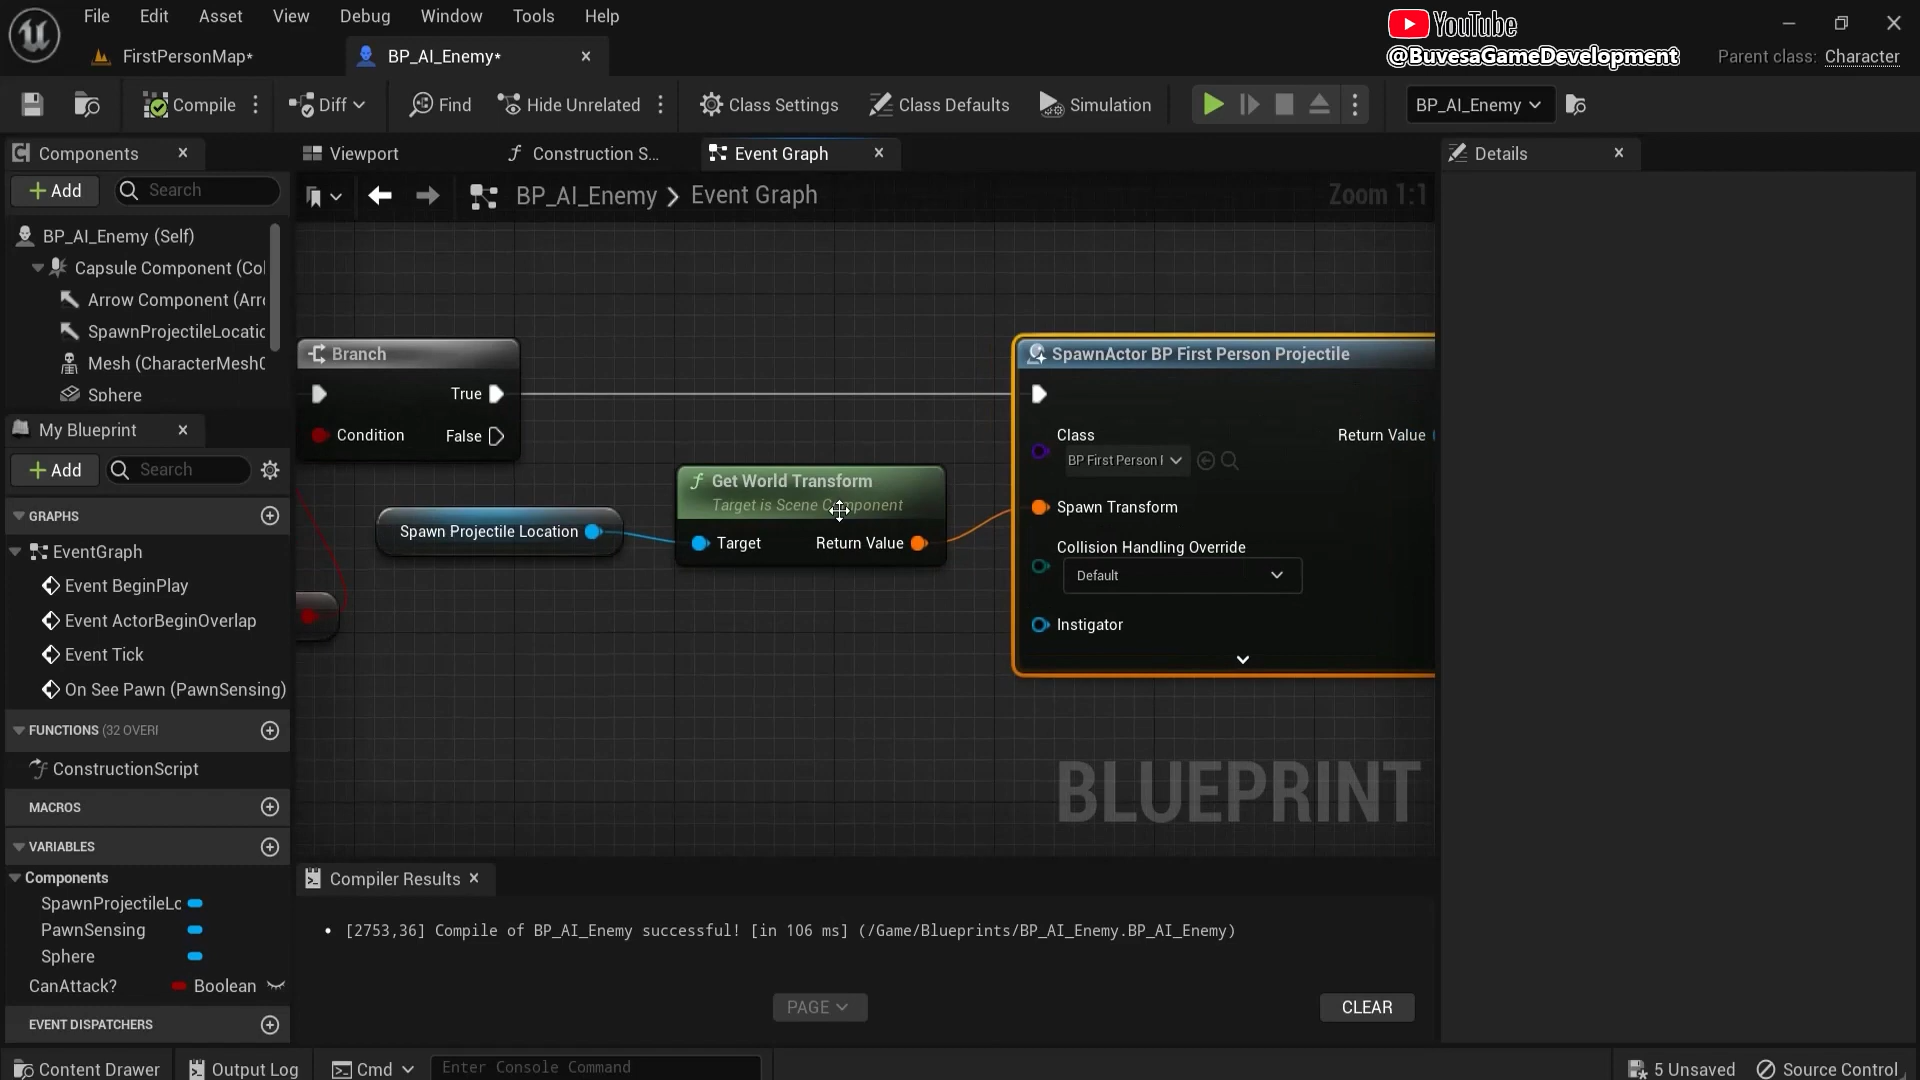 File Edit Asset View Debug Window Tools Help
YouTube
@BuvesaGameDevelopment
FirstPersonMap*
BP_AI_Enemy*
Parent class: Character
Compile
Diff
Find
Hide Unrelated
Class Settings
Class Defaults
Simulation
BP_AI_Enemy
Components
Viewport
Construction S...
Event Graph
Details
Add
Search
BP_AI_Enemy > Event Graph
Zoom 1:1
BP_AI_Enemy (Self)
Capsule Component (Col
Arrow Component (Arro
SpawnProjectileLocatio
Mesh (CharacterMesh0
Sphere
My Blueprint
Add
Search
GRAPHS
EventGraph
Event BeginPlay
Event ActorBeginOverlap
Event Tick
On See Pawn (PawnSensing)
FUNCTIONS (32 OVERI
ConstructionScript
MACROS
VARIABLES
Components
SpawnProjectileLc
PawnSensing
Sphere
CanAttack? Boolean
EVENT DISPATCHERS
Branch
True
Condition
False
Spawn Projectile Location
Get World Transform
Target is Scene Component
Target
Return Value
SpawnActor BP First Person Projectile
Class
Return Value
BP First Person I
Spawn Transform
Collision Handling Override
Default
Instigator
BLUEPRINT
Compiler Results
[2753,36] Compile of BP_AI_Enemy successful! [in 106 ms] (/Game/Blueprints/BP_AI_Enemy.BP_AI_Enemy)
PAGE
CLEAR
Content Drawer
Output Log
Cmd
Enter Console Command
5 Unsaved
Source Control